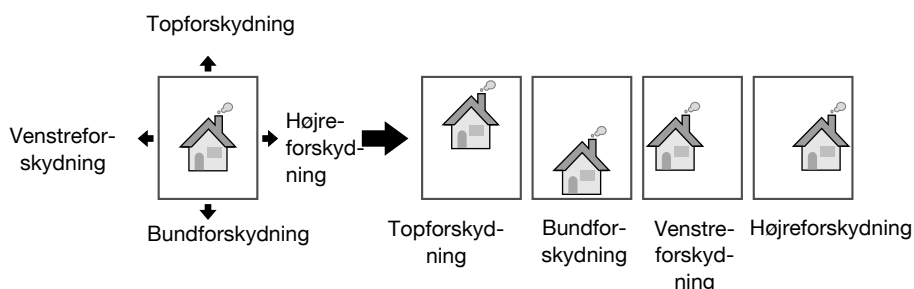 Topforskydning
Venstrefor-
skydning
Højre-
forskyd-
ning
Bundforskydning
Topforskyd-
ning
Bundfor-
skydning
Venstre-
forskyd-
ning
Højreforskydning